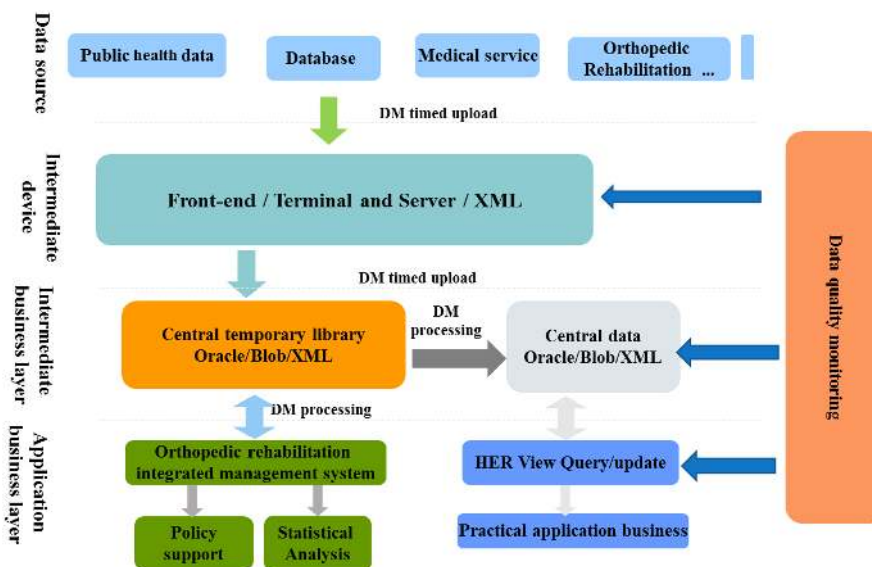 Data source
Public health data
Database
Medical service
Orthopedic
Rehabilitation ...
DM timed upload
Intermediate
device
Front-end / Terminal and Server / XML
Data quality monitoring
DM timed upload
Intermediate
business layer
Central temporary library
Oracle/Blob/XML
DM
processing
Central data
Oracle/Blob/XML
DM processing
Application
business layer
Orthopedic rehabilitation
integrated management system
HER View Query/update
Policy
support
Statistical
Analysis
Practical application business